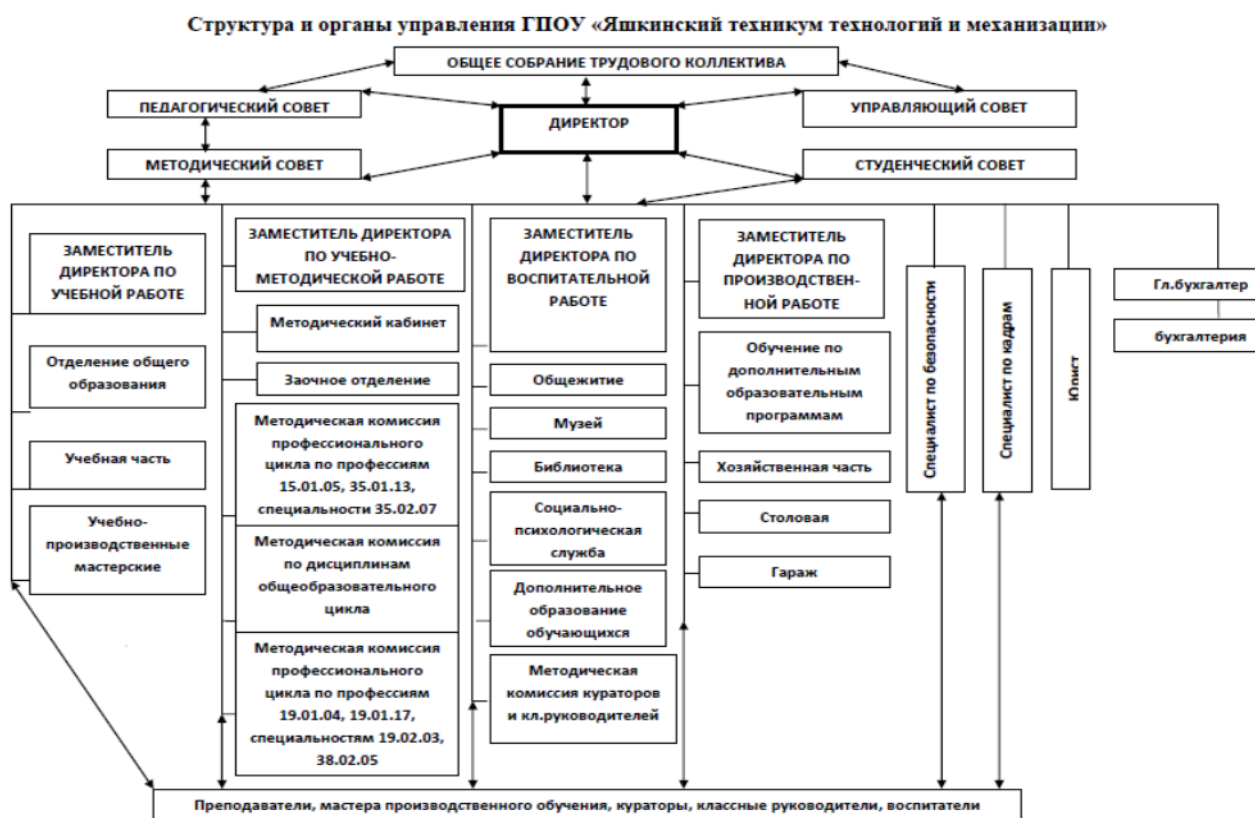 Структура и органы управления ГПОУ «Яшкинский техникум технологий и механизации»
ОБЩЕЕ СОБРАНИЕ ТРУДОВОГО КОЛЛЕКТИВА
ПЕДАГОГИЧЕСКИЙ СОВЕТ
ДИРЕКТОР
УПРАВЛЯЮЩИЙ СОВЕТ
МЕТОДИЧЕСКИЙ СОВЕТ
СТУДЕНЧЕСКИЙ СОВЕТ
ЗАМЕСТИТЕЛЬ
ДИРЕКТОРА ПО
УЧЕБНОЙ РАБОТЕ
Отделение общего
образования
Учебная часть
Учебно-
производственные
мастерские
ЗАМЕСТИТЕЛЬ ДИРЕКТОРА
ПО УЧЕБНО-
МЕТОДИЧЕСКОЙ РАБОТЕ
Методический кабинет
Заочное отделение
Методическая комиссия
профессионального
цикла по профессиям
15.01.05, 35.01.13,
специальности 35.02.07
Методическая комиссия
по дисциплинам
общеобразовательного
цикла
Методическая комиссия
профессионального
цикла по профессиям
19.01.04, 19.01.17,
специальностям 19.02.03,
38.02.05
ЗАМЕСТИТЕЛЬ
ДИРЕКТОРА ПО
ВОСПИТАТЕЛЬНОЙ
РАБОТЕ
Общежитие
Музей
Библиотека
Социально-
психологическая
служба
Дополнительное
образование
обучающихся
Методическая
комиссия кураторов
и кл.руководителей
ЗАМЕСТИТЕЛЬ
ДИРЕКТОРА ПО
ПРОИЗВОДСТВЕН-
НОЙ РАБОТЕ
Обучение по
дополнительным
образовательным
программам
Хозяйственная часть
Столовая
Гараж
Специалист по безопасности
Специалист по кадрам
Юрист
Гл.бухгалтер
бухгалтерия
Преподаватели, мастера производственного обучения, кураторы, классные руководители, воспитатели